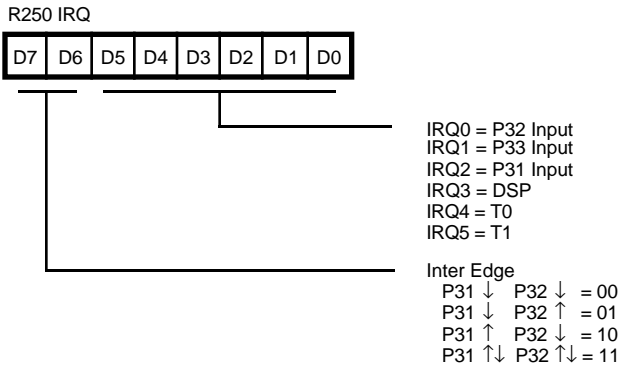 R250 IRQ
D7 D6 D5 D4 D3 D2 D1 D0
IRQ0 = P32 Input
IRQ1 = P33 Input
IRQ2 = P31 Input
IRQ3 = DSP
IRQ4 = T0
IRQ5 = T1
Inter Edge
P31 ↓ P32 ↓ = 00
P31 ↓ P32 ↑ = 01
P31 ↑ P32 ↓ = 10
P31 ↑↓ P32 ↑↓ = 11